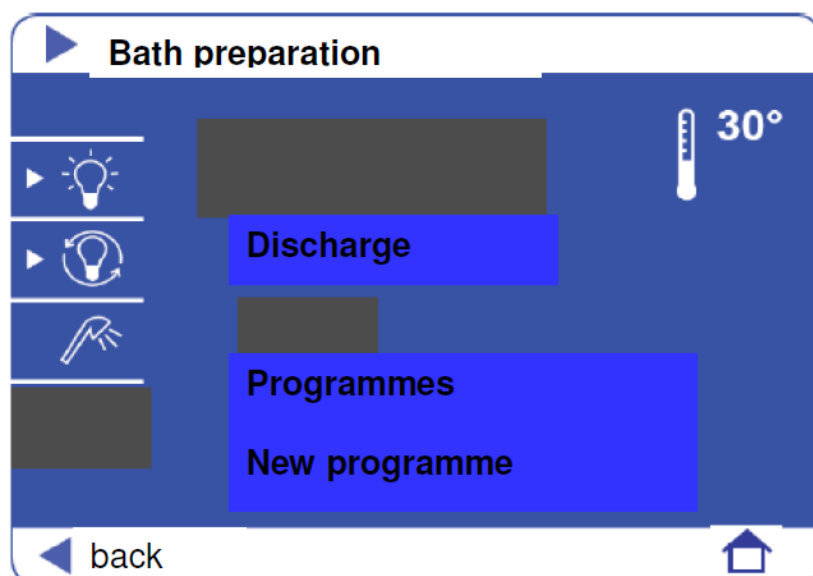 Bath preparation
30°
Discharge
Programmes
New programme
back